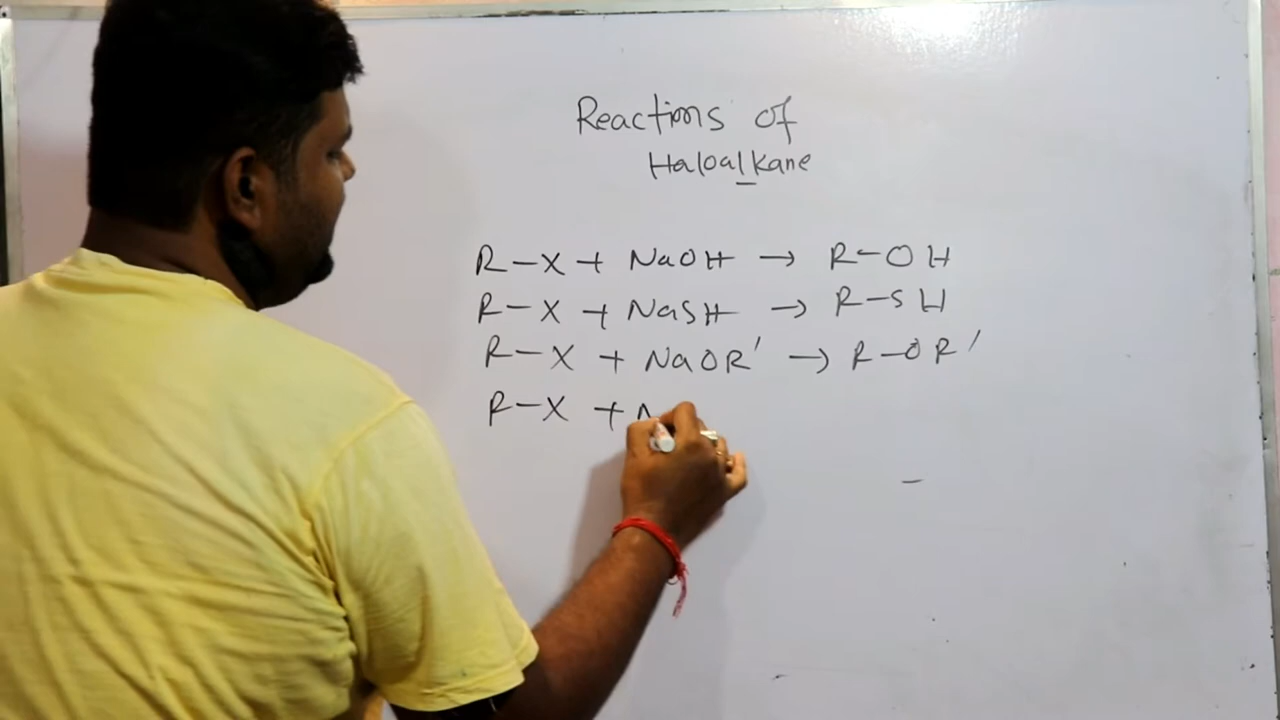 Reactions of
Haloalkane
R-X + NaOH → R-OH
R-X + NaSH → R-SH
R-X + NaOR' → R-OR'
R-X + N